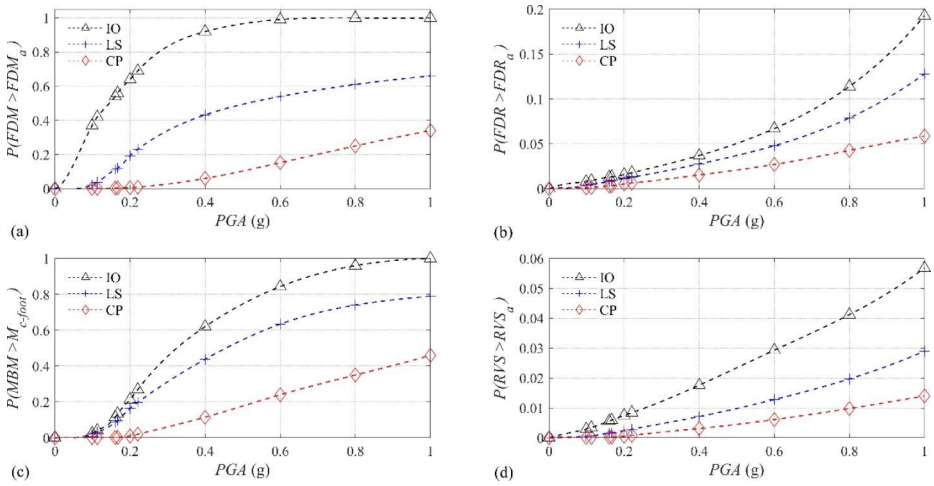 1
0.8
0.6
0.4
0.2
0
P(FDM >FDM_a)
IO
LS
CP
0
0.2
0.4
0.6
0.8
1
PGA (g)
(a)
0.2
0.15
0.1
0.05
0
P(FDR >FDR_a)
IO
LS
CP
0
0.2
0.4
0.6
0.8
1
PGA (g)
(b)
1
0.8
0.6
0.4
0.2
0
P(MBM >M_c-foot)
IO
LS
CP
0
0.2
0.4
0.6
0.8
1
PGA (g)
(c)
0.06
0.05
0.04
0.03
0.02
0.01
0
P(RVS >RVS_a)
IO
LS
CP
0
0.2
0.4
0.6
0.8
1
PGA (g)
(d)